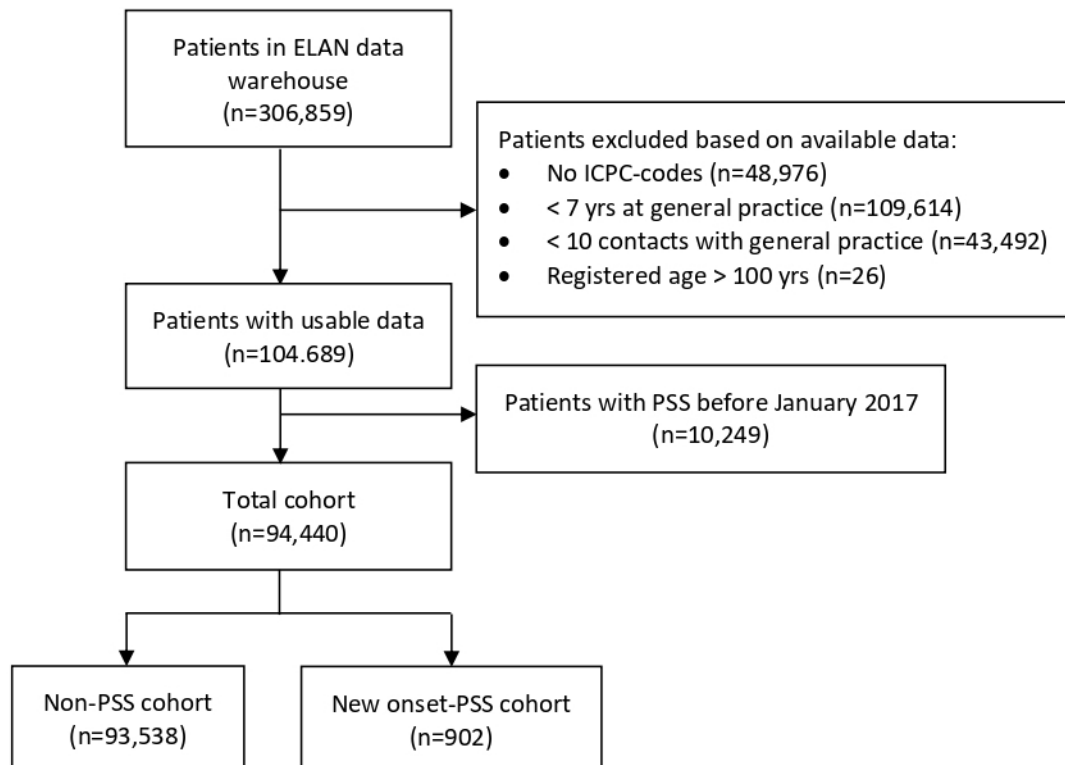 Patients in ELAN data
warehouse
(n=306,859)
Patients excluded based on available data:
• No ICPC-codes (n=48,976)
• < 7 yrs at general practice (n=109,614)
• < 10 contacts with general practice (n=43,492)
• Registered age > 100 yrs (n=26)
Patients with usable data
(n=104.689)
Patients with PSS before January 2017
(n=10,249)
Total cohort
(n=94,440)
Non-PSS cohort
(n=93,538)
New onset-PSS cohort
(n=902)